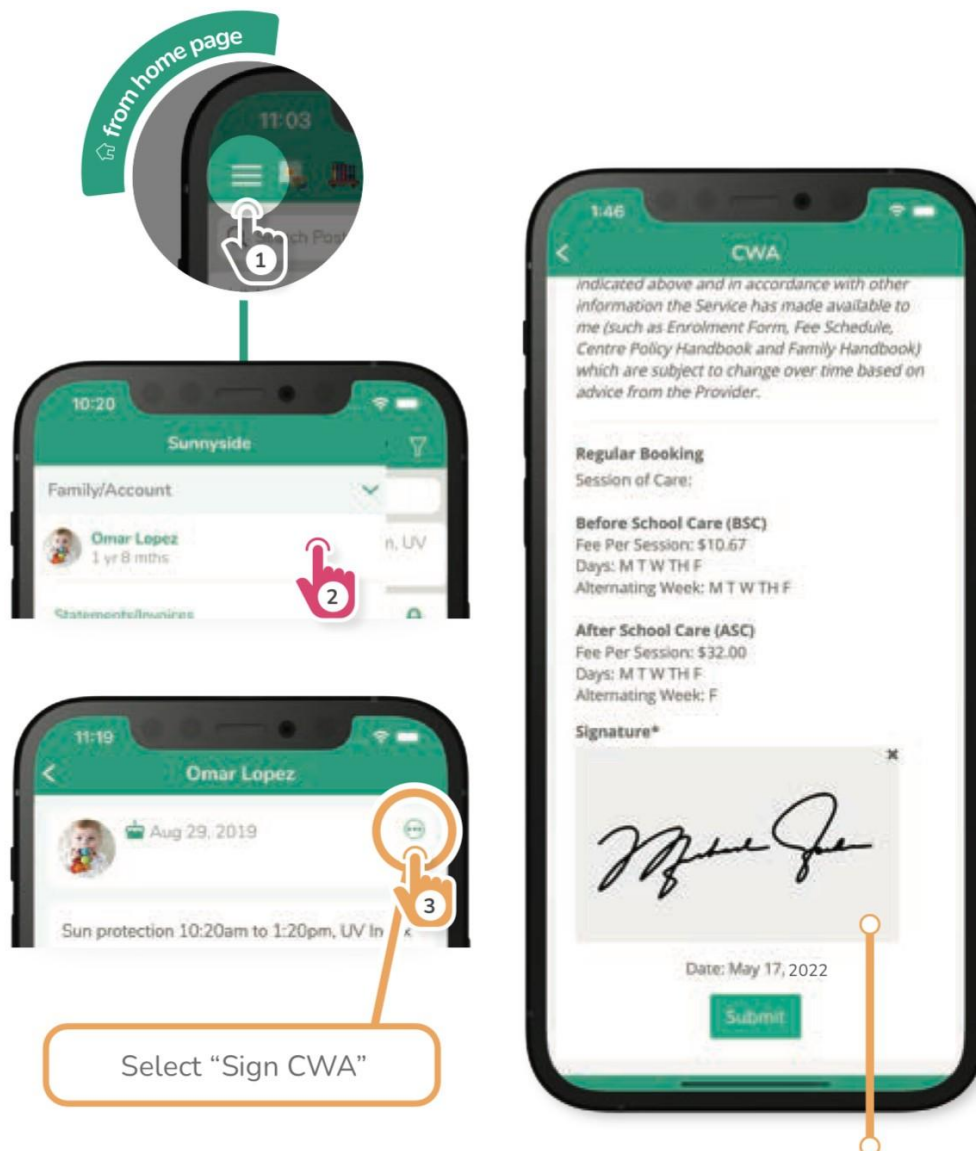 from home page
11:03
Search Post
1
10:20
Sunnyside
Family/Account
Omar Lopez
1 yr 8 mths
n, UV
2
Statements/Invoices
11:19
Omar Lopez
Aug 29, 2019
3
Sun protection 10:20am to 1:20pm, UV In x
Select “Sign CWA”
1:46
CWA
indicated above and in accordance with other
information the Service has made available to
me (such as Enrolment Form, Fee Schedule,
Centre Policy Handbook and Family Handbook)
which are subject to change over time based on
advice from the Provider.
Regular Booking
Session of Care:
Before School Care (BSC)
Fee Per Session: $10.67
Days: M T W TH F
Alternating Week: M T W TH F
After School Care (ASC)
Fee Per Session: $32.00
Days: M T W TH F
Alternating Week: F
Signature*
Date: May 17, 2022
Submit